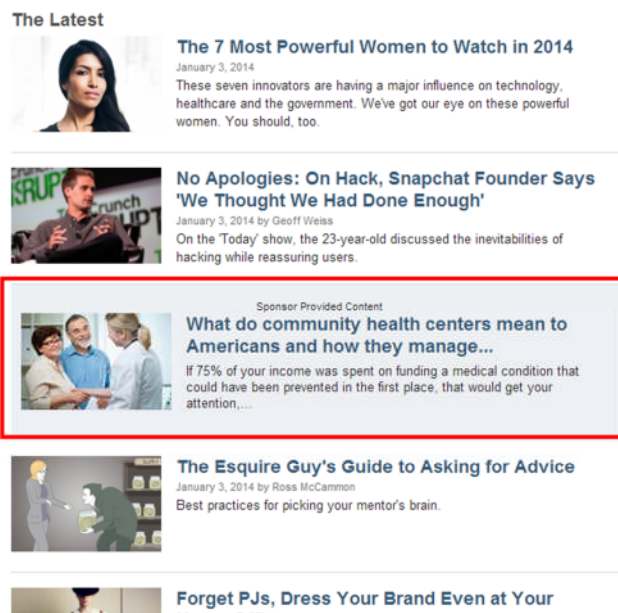 The Latest
The 7 Most Powerful Women to Watch in 2014
January 3, 2014
These seven innovators are having a major influence on technology,
healthcare and the government. We've got our eye on these powerful
women. You should, too.
No Apologies: On Hack, Snapchat Founder Says
'We Thought We Had Done Enough'
January 3, 2014 by Geoff Weiss
On the 'Today' show, the 23-year-old discussed the inevitabilities of
hacking while reassuring users.
Sponsor Provided Content
What do community health centers mean to
Americans and how they manage...
If 75% of your income was spent on funding a medical condition that
could have been prevented in the first place, that would get your
attention,...
The Esquire Guy's Guide to Asking for Advice
January 3, 2014 by Ross McCammon
Best practices for picking your mentor's brain.
Forget PJs, Dress Your Brand Even at Your